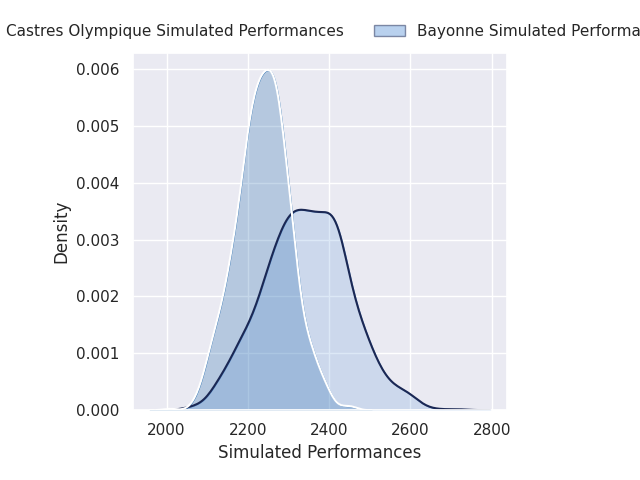 Castres Olympique Simulated Performances
Bayonne Simulated Performa
0.006
0.005
0.004
0.003
0.002
0.001
0.000
Density
2000 2200 2400 2600 2800
Simulated Performances